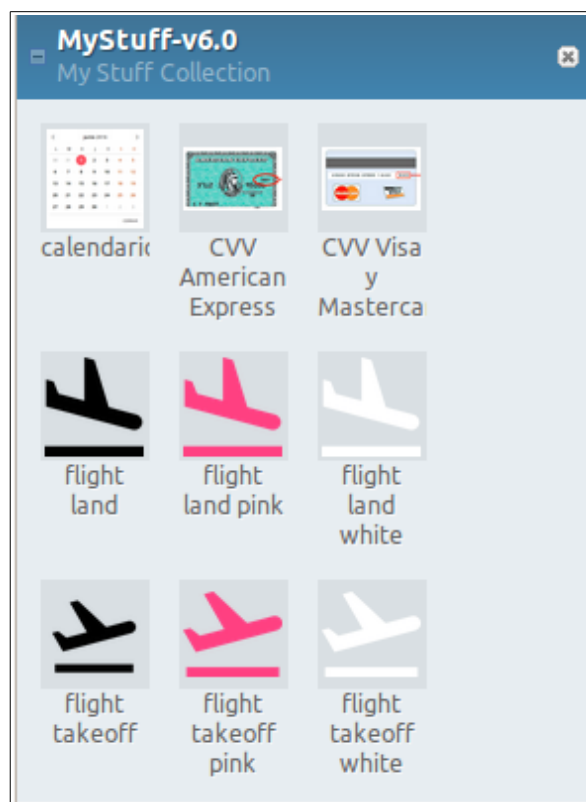 MyStuff-v6.0
My Stuff Collection
calendario
CVV
American
Express
CVV Visa
y
Masterca
flight
land
flight
land pink
flight
land
white
flight
takeoff
flight
takeoff
pink
flight
takeoff
white